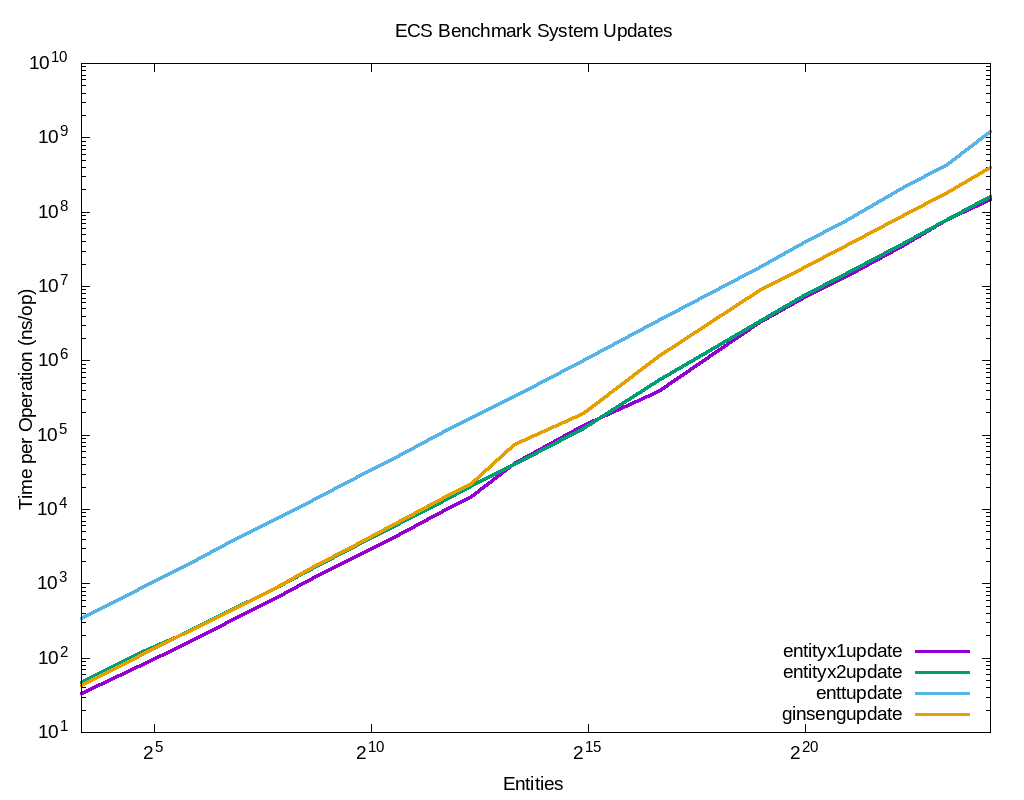 ECS Benchmark System Updates
10^10
10^9
10^8
10^7
10^6
10^5
10^4
10^3
10^2
10^1
Time per Operation (ns/op)
entityx1update
entityx2update
enttupdate
ginsengupdate
2^5 2^10 2^15 2^20
Entities